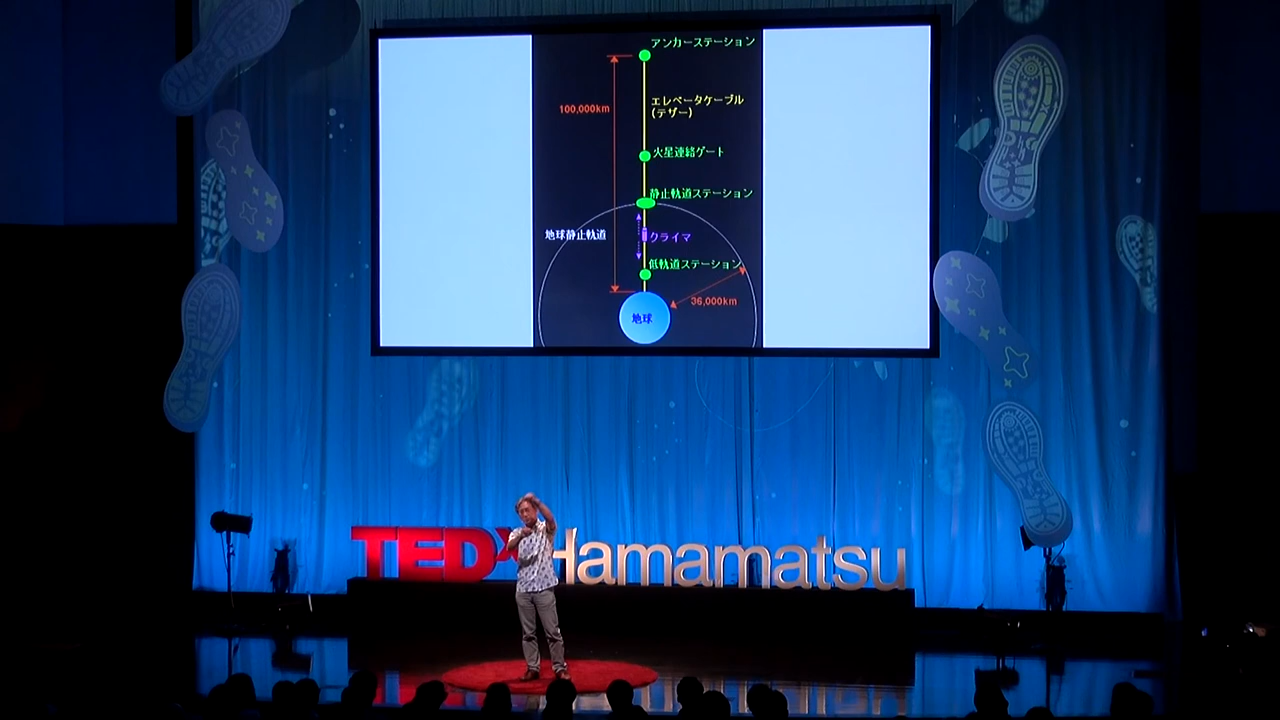 アンカーステーション
100,000km
エレベータケーブル
(テザー)
火星連絡ゲート
静止軌道ステーション
地球静止軌道
クライマ
低軌道ステーション
36,000km
地球
TEDx Hamamatsu